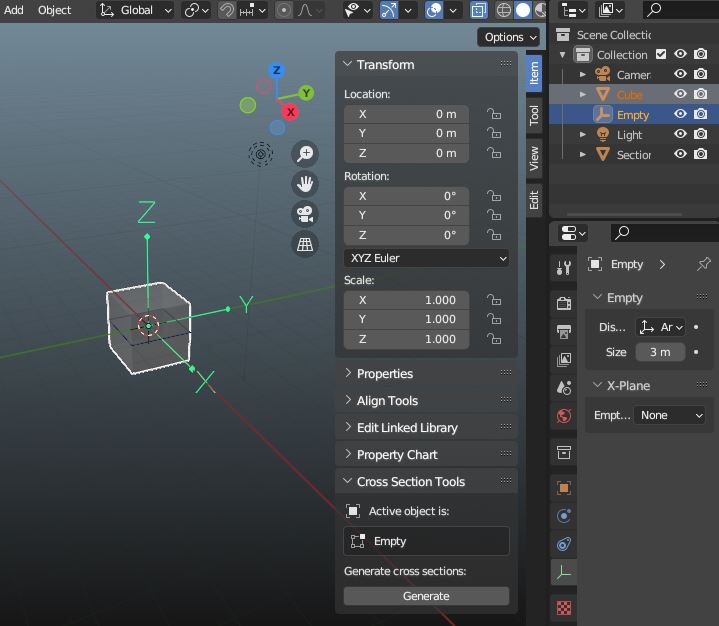 Add Object Global
Options
Transform
Location:
X 0 m
Y 0 m
Z 0 m
Rotation:
X 0°
Y 0°
Z 0°
XYZ Euler
Scale:
X 1.000
Y 1.000
Z 1.000
Properties
Align Tools
Edit Linked Library
Property Chart
Cross Section Tools
Active object is:
Empty
Generate cross sections:
Generate
Item
Tool
View
Edit
Z
Y
X
Z
Y
X
Scene Collectic
Collection
Camer
Cube
Empty
Light
Sectior
Empty
Empty
Dis... Ar
Size 3 m
X-Plane
Empt... None